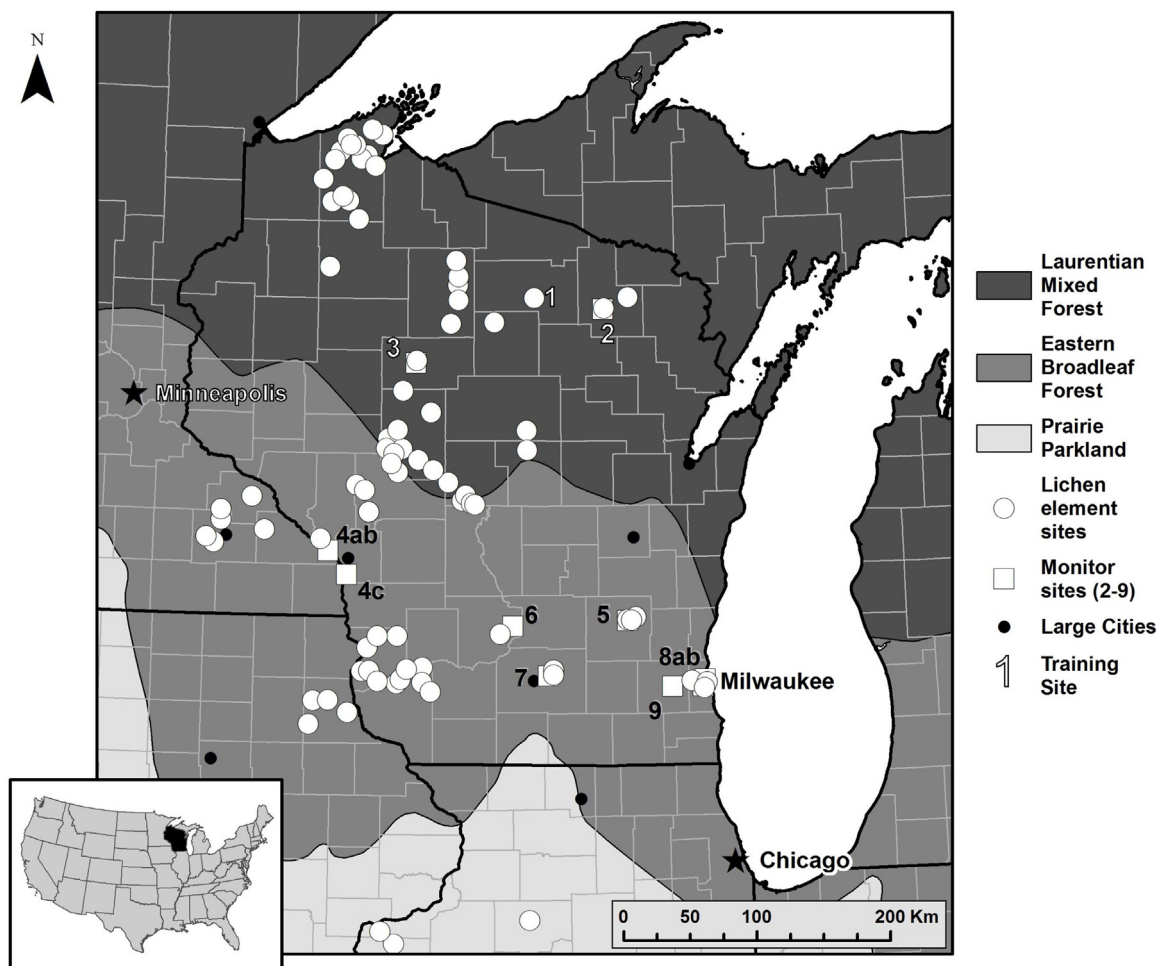 N
1
2
3
Minneapolis
4ab
4c
6
5
7
8ab
Milwaukee
9
Chicago
0 50 100 200 Km
Laurentian
Mixed
Forest
Eastern
Broadleaf
Forest
Prairie
Parkland
Lichen
element
sites
Monitor
sites (2-9)
Large Cities
1 Training
Site